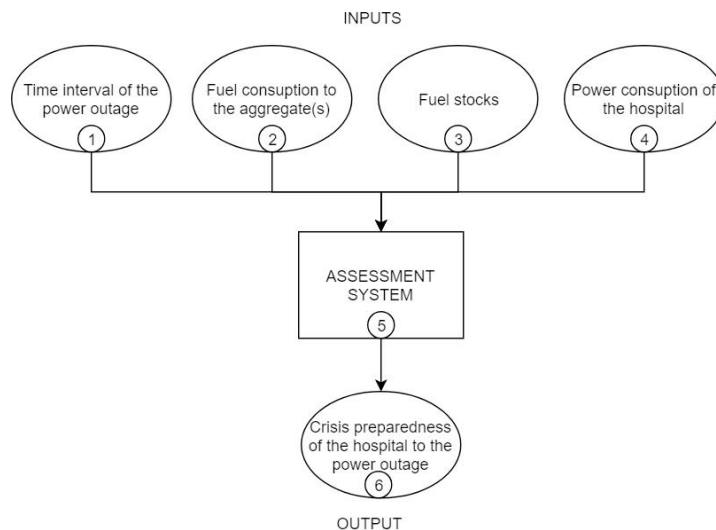 INPUTS
Time interval of the
power outage
1
Fuel consuption to
the aggregate(s)
2
Fuel stocks
3
Power consuption of
the hospital
4
ASSESSMENT
SYSTEM
5
Crisis preparedness
of the hospital to the
power outage
6
OUTPUT